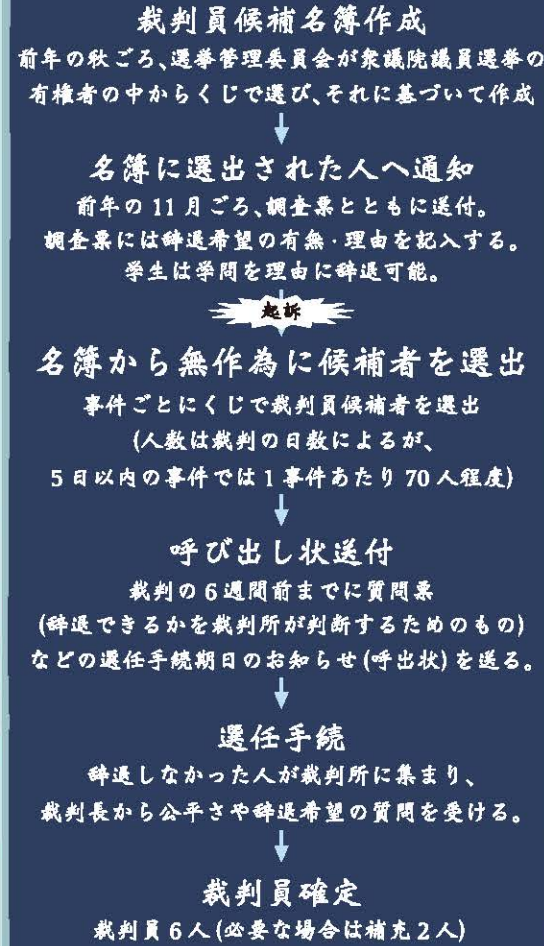 裁判員候補名簿作成
前年の秋ごろ、選挙管理委員会が衆議院議員選挙の
有権者の中からくじで選び、それに基づいて作成
名簿に選出された人へ通知
前年の 11 月ごろ、調査票とともに送付。
調査票には辞退希望の有無・理由を記入する。
学生は学問を理由に辞退可能。
起訴
名簿から無作為に候補者を選出
事件ごとにくじで裁判員候補者を選出
(人数は裁判の日数によるが、
5 日以内の事件では 1 事件あたり 70 人程度)
呼び出し状送付
裁判の 6 週間前までに質問票
(辞退できるかを裁判所が判断するためのもの)
などの選任手続期日のお知らせ (呼出状) を送る。
選任手続
辞退しなかった人が裁判所に集まり、
裁判長から公平さや辞退希望の質問を受ける。
裁判員確定
裁判員 6 人 (必要な場合は補充 2 人)